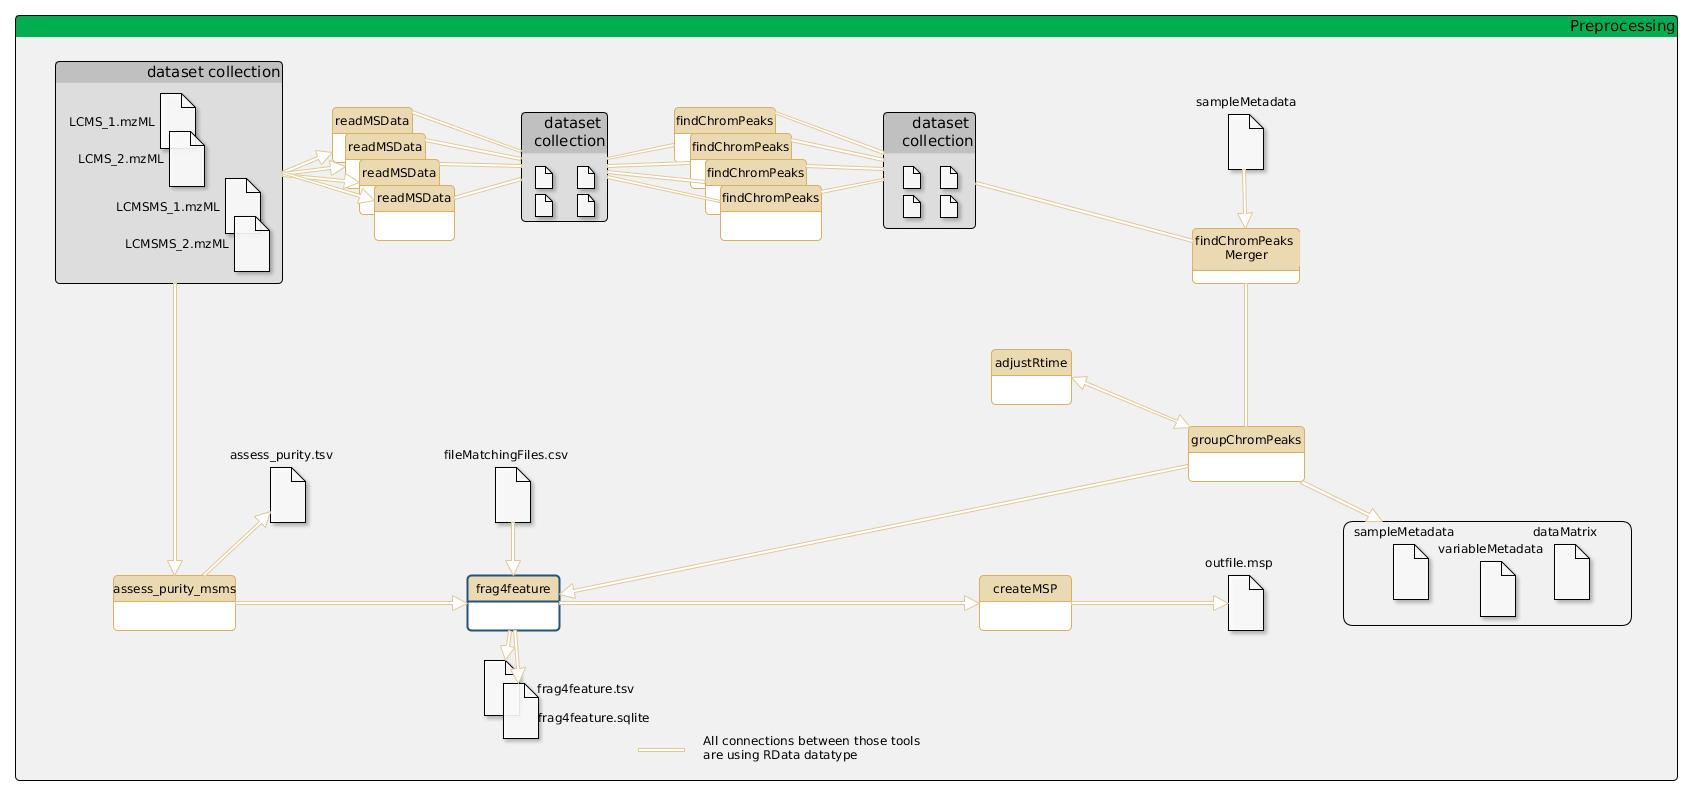 Preprocessing
dataset collection
LCMS_1.mzML
LCMS_2.mzML
LCMSMS_1.mzML
LCMSMS_2.mzML
readMSData
readMSData
readMSData
readMSData
dataset
collection
findChromPeaks
findChromPeaks
findChromPeaks
findChromPeaks
dataset
collection
sampleMetadata
findChromPeaks
Merger
adjustRtime
groupChromPeaks
assess_purity.tsv
fileMatchingFiles.csv
sampleMetadata
variableMetadata
dataMatrix
outfile.msp
assess_purity_msms
frag4feature
createMSP
frag4feature.tsv
frag4feature.sqlite
All connections between those tools
are using RData datatype